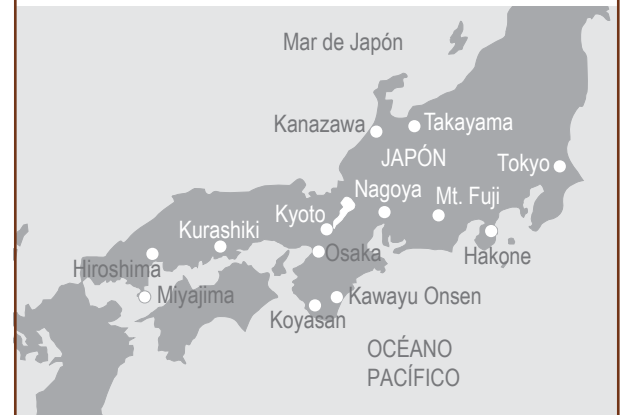 Mar de Japón
Kanazawa
Takayama
JAPÓN
Tokyo
Nagoya
Mt. Fuji
Kyoto
Kurashiki
Osaka
Hakone
Hiroshima
Miyajima
Kawayu Onsen
Koyasan
OCÉANO
PACÍFICO